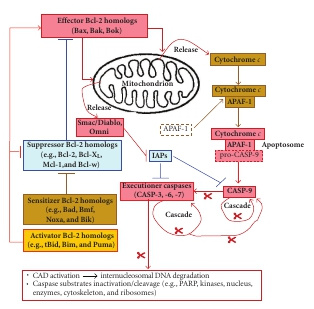 Effector Bcl-2 homologs
(Bax, Bak, Bok)
Release
Cytochrome c
Mitochondrion
Cytochrome c
APAF-1
Release
Smac/Diablo,
Omni
APAF-1
Cytochrome c
APAF-1
Apoptosome
pro-CASP-9
Suppressor Bcl-2 homologs
(e.g., Bcl-2, Bcl-XL,
Mcl-1,and Bcl-w)
IAPs
Executioner caspases
(CASP-3, -6, -7)
CASP-9
Cascade
Cascade
Sensitizer Bcl-2 homologs
(e.g., Bad, Bmf,
Noxa, and Bik)
Activator Bcl-2 homologs
(e.g., tBid, Bim, and Puma)
• CAD activation ⟶ internucleosomal DNA degradation
• Caspase substrates inactivation/cleavage (e.g., PARP, kinases, nucleus,
enzymes, cytoskeleton, and ribosomes)